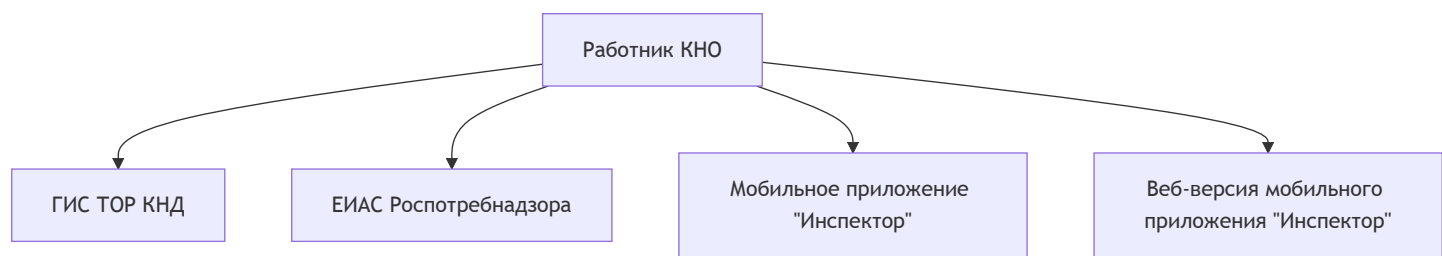 Работник КНО
ГИС ТОР КНД
ЕИАС Роспотребнадзора
Мобильное приложение
"Инспектор"
Веб-версия мобильного
приложения "Инспектор"